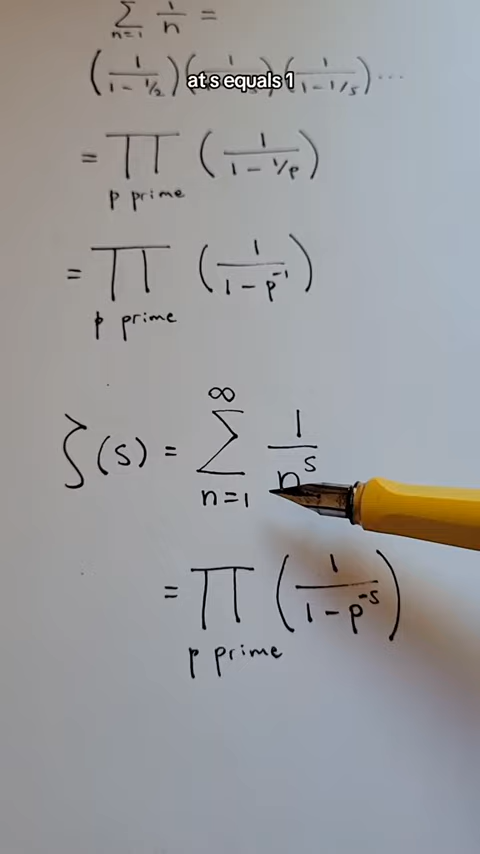 ∑ n=1 1/n =
(1/(1 - 1/2)) ( 1 at s equals 1 ) (1/(1 - 1/5)) ...
= ∏ p prime (1/(1 - 1/p))
= ∏ p prime (1/(1 - p^-1))
ζ(s) = ∑ n=1 ∞ 1/n^s
= ∏ p prime (1/(1 - p^-s))